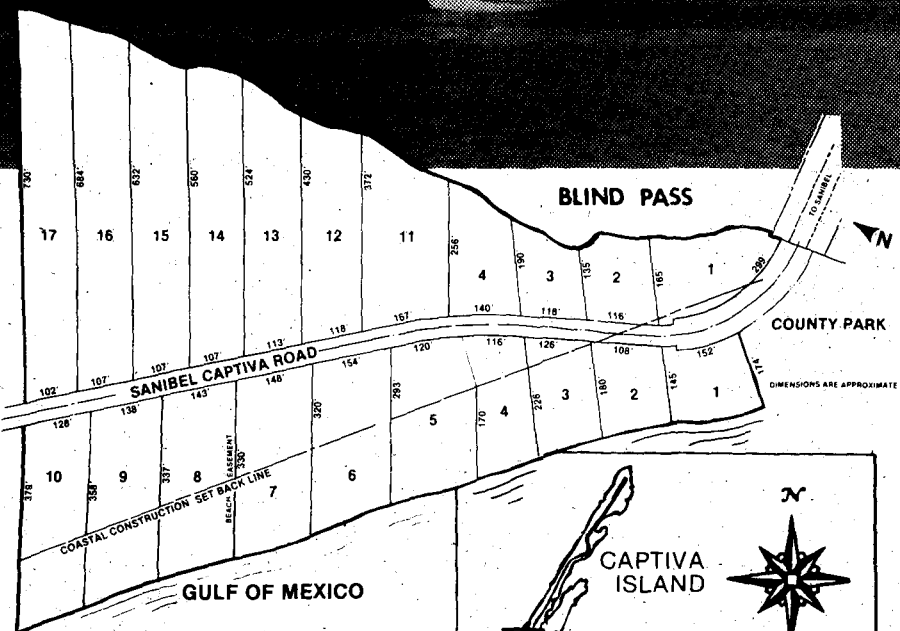 BLIND PASS
TO SANIBEL
N
730' 684' 632' 560' 524' 430' 372'
17 16 15 14 13 12 11
256' 190' 135' 165' 299'
4 3 2 1
COUNTY PARK
102' 107' 107' 107' 113' 118' 167' 140' 118' 116'
SANIBEL CAPTIVA ROAD
128' 138' 143' 148' 154' 120' 116' 126' 108' 152'
DIMENSIONS ARE APPROXIMATE
379' 358' 337' 330' 320' 293' 170 226' 180' 145' 174'
10 9 8 7 6 5 4 3 2 1
BEACH EASEMENT
COASTAL CONSTRUCTION SET BACK LINE
GULF OF MEXICO
CAPTIVA
ISLAND
N